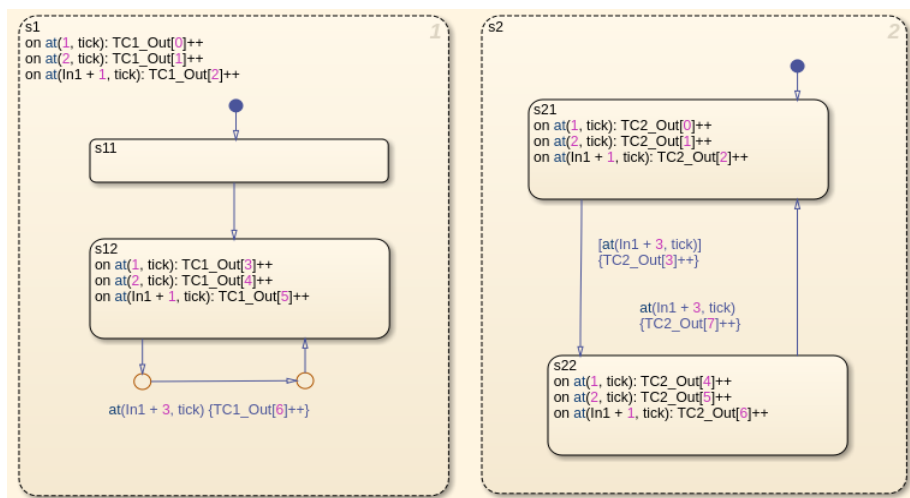 s1
1
on at(1, tick): TC1_Out[0]++
on at(2, tick): TC1_Out[1]++
on at(In1 + 1, tick): TC1_Out[2]++
s11
s12
on at(1, tick): TC1_Out[3]++
on at(2, tick): TC1_Out[4]++
on at(In1 + 1, tick): TC1_Out[5]++
at(In1 + 3, tick) {TC1_Out[6]++}
s2
2
s21
on at(1, tick): TC2_Out[0]++
on at(2, tick): TC2_Out[1]++
on at(In1 + 1, tick): TC2_Out[2]++
[at(In1 + 3, tick)]
{TC2_Out[3]++}
at(In1 + 3, tick)
{TC2_Out[7]++}
s22
on at(1, tick): TC2_Out[4]++
on at(2, tick): TC2_Out[5]++
on at(In1 + 1, tick): TC2_Out[6]++